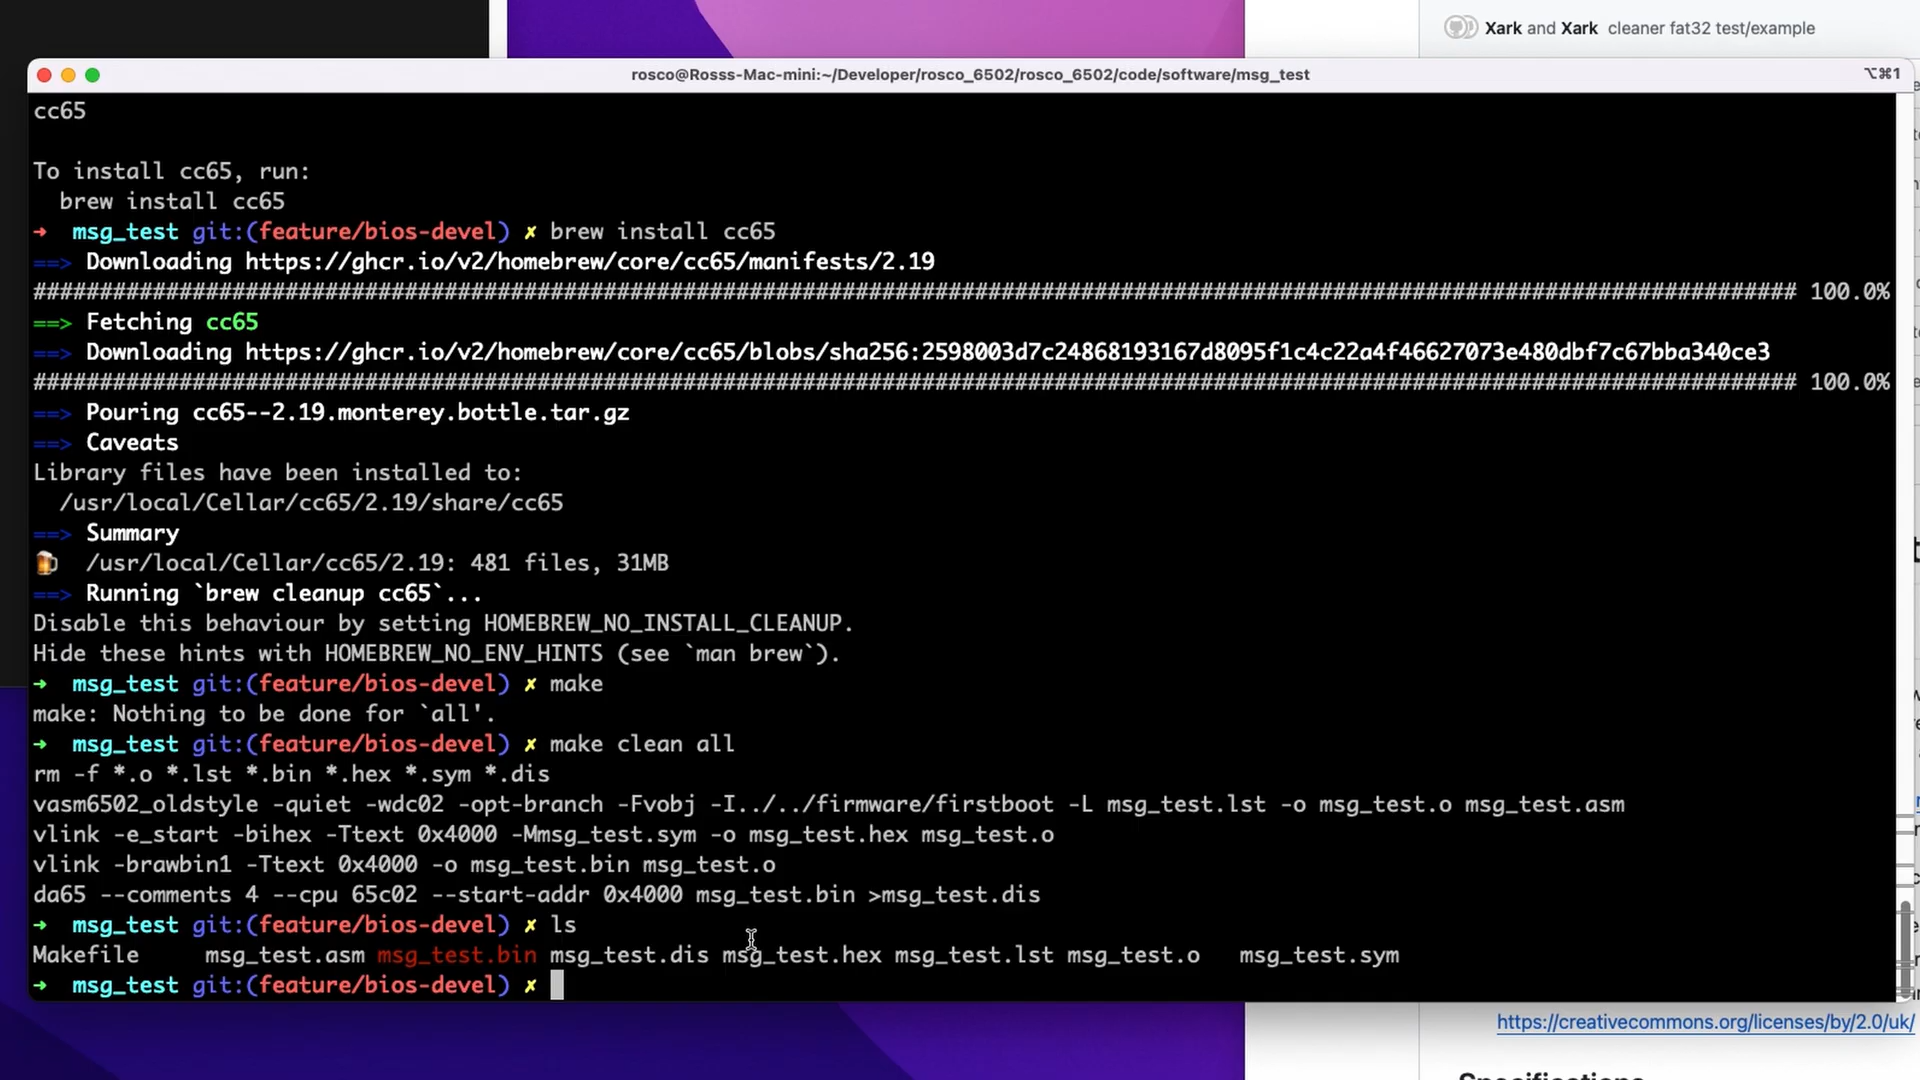 Xark and Xark cleaner fat32 test/example
rosco@Rosss-Mac-mini:~/Developer/rosco_6502/rosco_6502/code/software/msg_test
⌥⌘1
cc65
To install cc65, run:
  brew install cc65
➜  msg_test git:(feature/bios-devel) ✗ brew install cc65
==> Downloading https://ghcr.io/v2/homebrew/core/cc65/manifests/2.19
##################################################################################################################################### 100.0%
==> Fetching cc65
==> Downloading https://ghcr.io/v2/homebrew/core/cc65/blobs/sha256:2598003d7c24868193167d8095f1c4c22a4f46627073e480dbf7c67bba340ce3
##################################################################################################################################### 100.0%
==> Pouring cc65--2.19.monterey.bottle.tar.gz
==> Caveats
Library files have been installed to:
  /usr/local/Cellar/cc65/2.19/share/cc65
==> Summary
🍺  /usr/local/Cellar/cc65/2.19: 481 files, 31MB
==> Running `brew cleanup cc65`...
Disable this behaviour by setting HOMEBREW_NO_INSTALL_CLEANUP.
Hide these hints with HOMEBREW_NO_ENV_HINTS (see `man brew`).
➜  msg_test git:(feature/bios-devel) ✗ make
make: Nothing to be done for `all'.
➜  msg_test git:(feature/bios-devel) ✗ make clean all
rm -f *.o *.lst *.bin *.hex *.sym *.dis
vasm6502_oldstyle -quiet -wdc02 -opt-branch -Fvobj -I../../firmware/firstboot -L msg_test.lst -o msg_test.o msg_test.asm
vlink -e_start -bihex -Ttext 0x4000 -Mmsg_test.sym -o msg_test.hex msg_test.o
vlink -brawbin1 -Ttext 0x4000 -o msg_test.bin msg_test.o
da65 --comments 4 --cpu 65c02 --start-addr 0x4000 msg_test.bin >msg_test.dis
➜  msg_test git:(feature/bios-devel) ✗ ls
Makefile     msg_test.asm msg_test.bin msg_test.dis msg_test.hex msg_test.lst msg_test.o   msg_test.sym
➜  msg_test git:(feature/bios-devel) ✗
https://creativecommons.org/licenses/by/2.0/uk/
Specifications